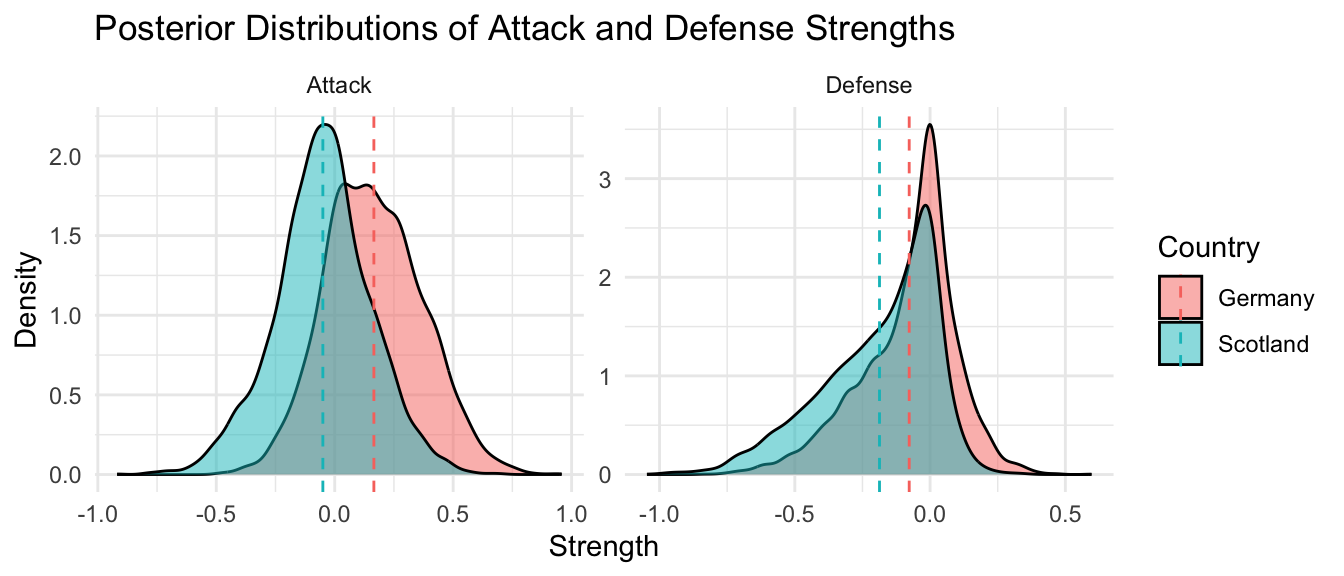 Posterior Distributions of Attack and Defense Strengths
Attack
Defense
Density
2.0
1.5
1.0
0.5
0.0
3
2
1
0
-1.0 -0.5 0.0 0.5 1.0
-1.0 -0.5 0.0 0.5
Strength
Country
Germany
Scotland